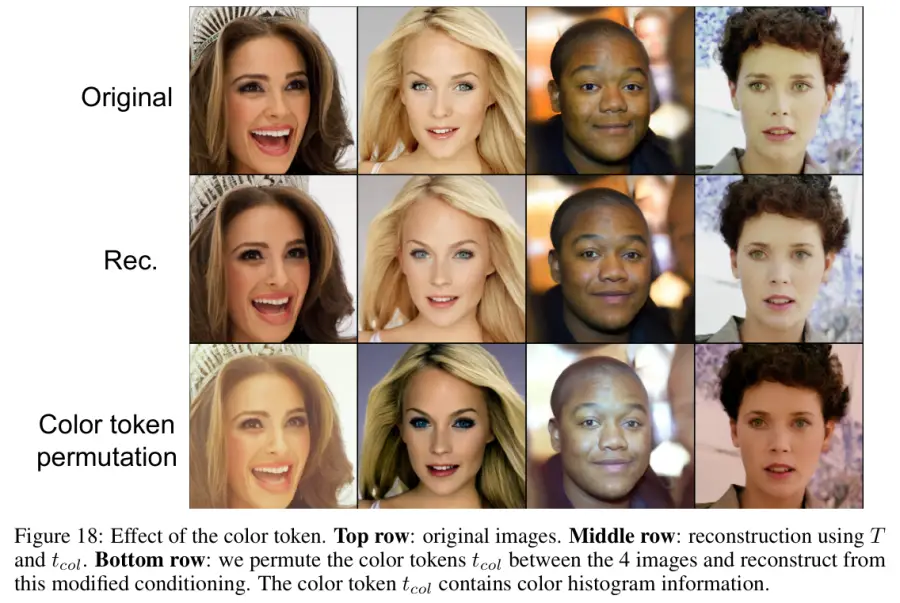 Original
Rec.
Color token
permutation
Figure 18: Effect of the color token. Top row: original images. Middle row: reconstruction using T
and t_col. Bottom row: we permute the color tokens t_col between the 4 images and reconstruct from
this modified conditioning. The color token t_col contains color histogram information.